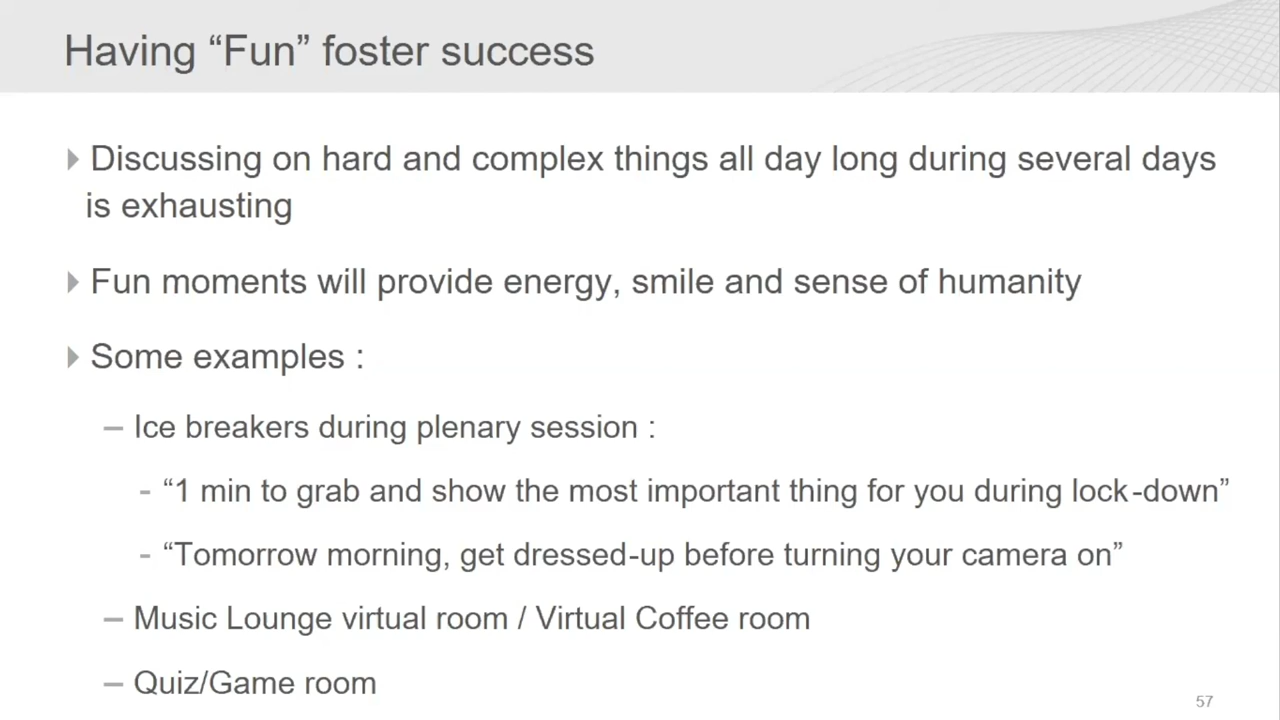 Having “Fun” foster success
Discussing on hard and complex things all day long during several days
is exhausting
Fun moments will provide energy, smile and sense of humanity
Some examples :
– Ice breakers during plenary session :
- “1 min to grab and show the most important thing for you during lock-down”
- “Tomorrow morning, get dressed-up before turning your camera on”
– Music Lounge virtual room / Virtual Coffee room
– Quiz/Game room
57